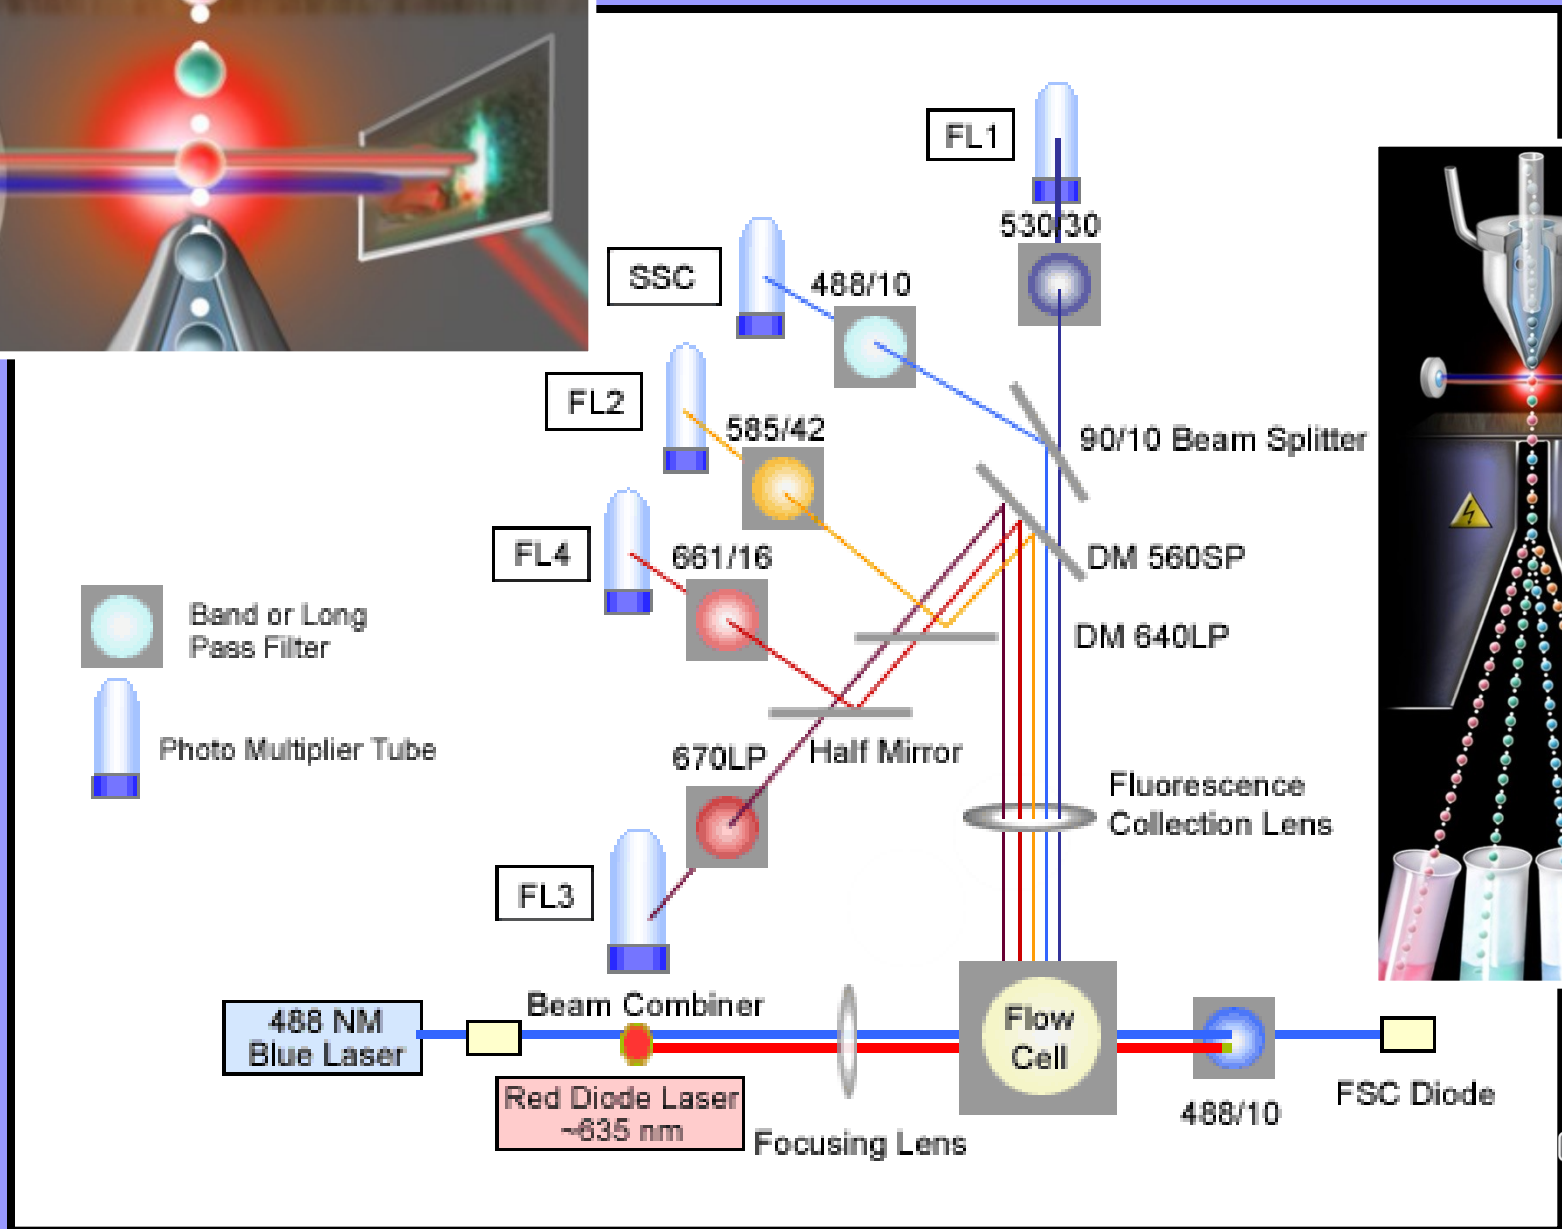 FL1
530/30
SSC
488/10
FL2
585/42
90/10 Beam Splitter
FL4
661/16
DM 560SP
Band or Long
Pass Filter
DM 640LP
Photo Multiplier Tube
670LP
Half Mirror
Fluorescence
Collection Lens
FL3
488 NM
Blue Laser
Beam Combiner
Flow
Cell
Red Diode Laser
~635 nm
Focusing Lens
488/10
FSC Diode